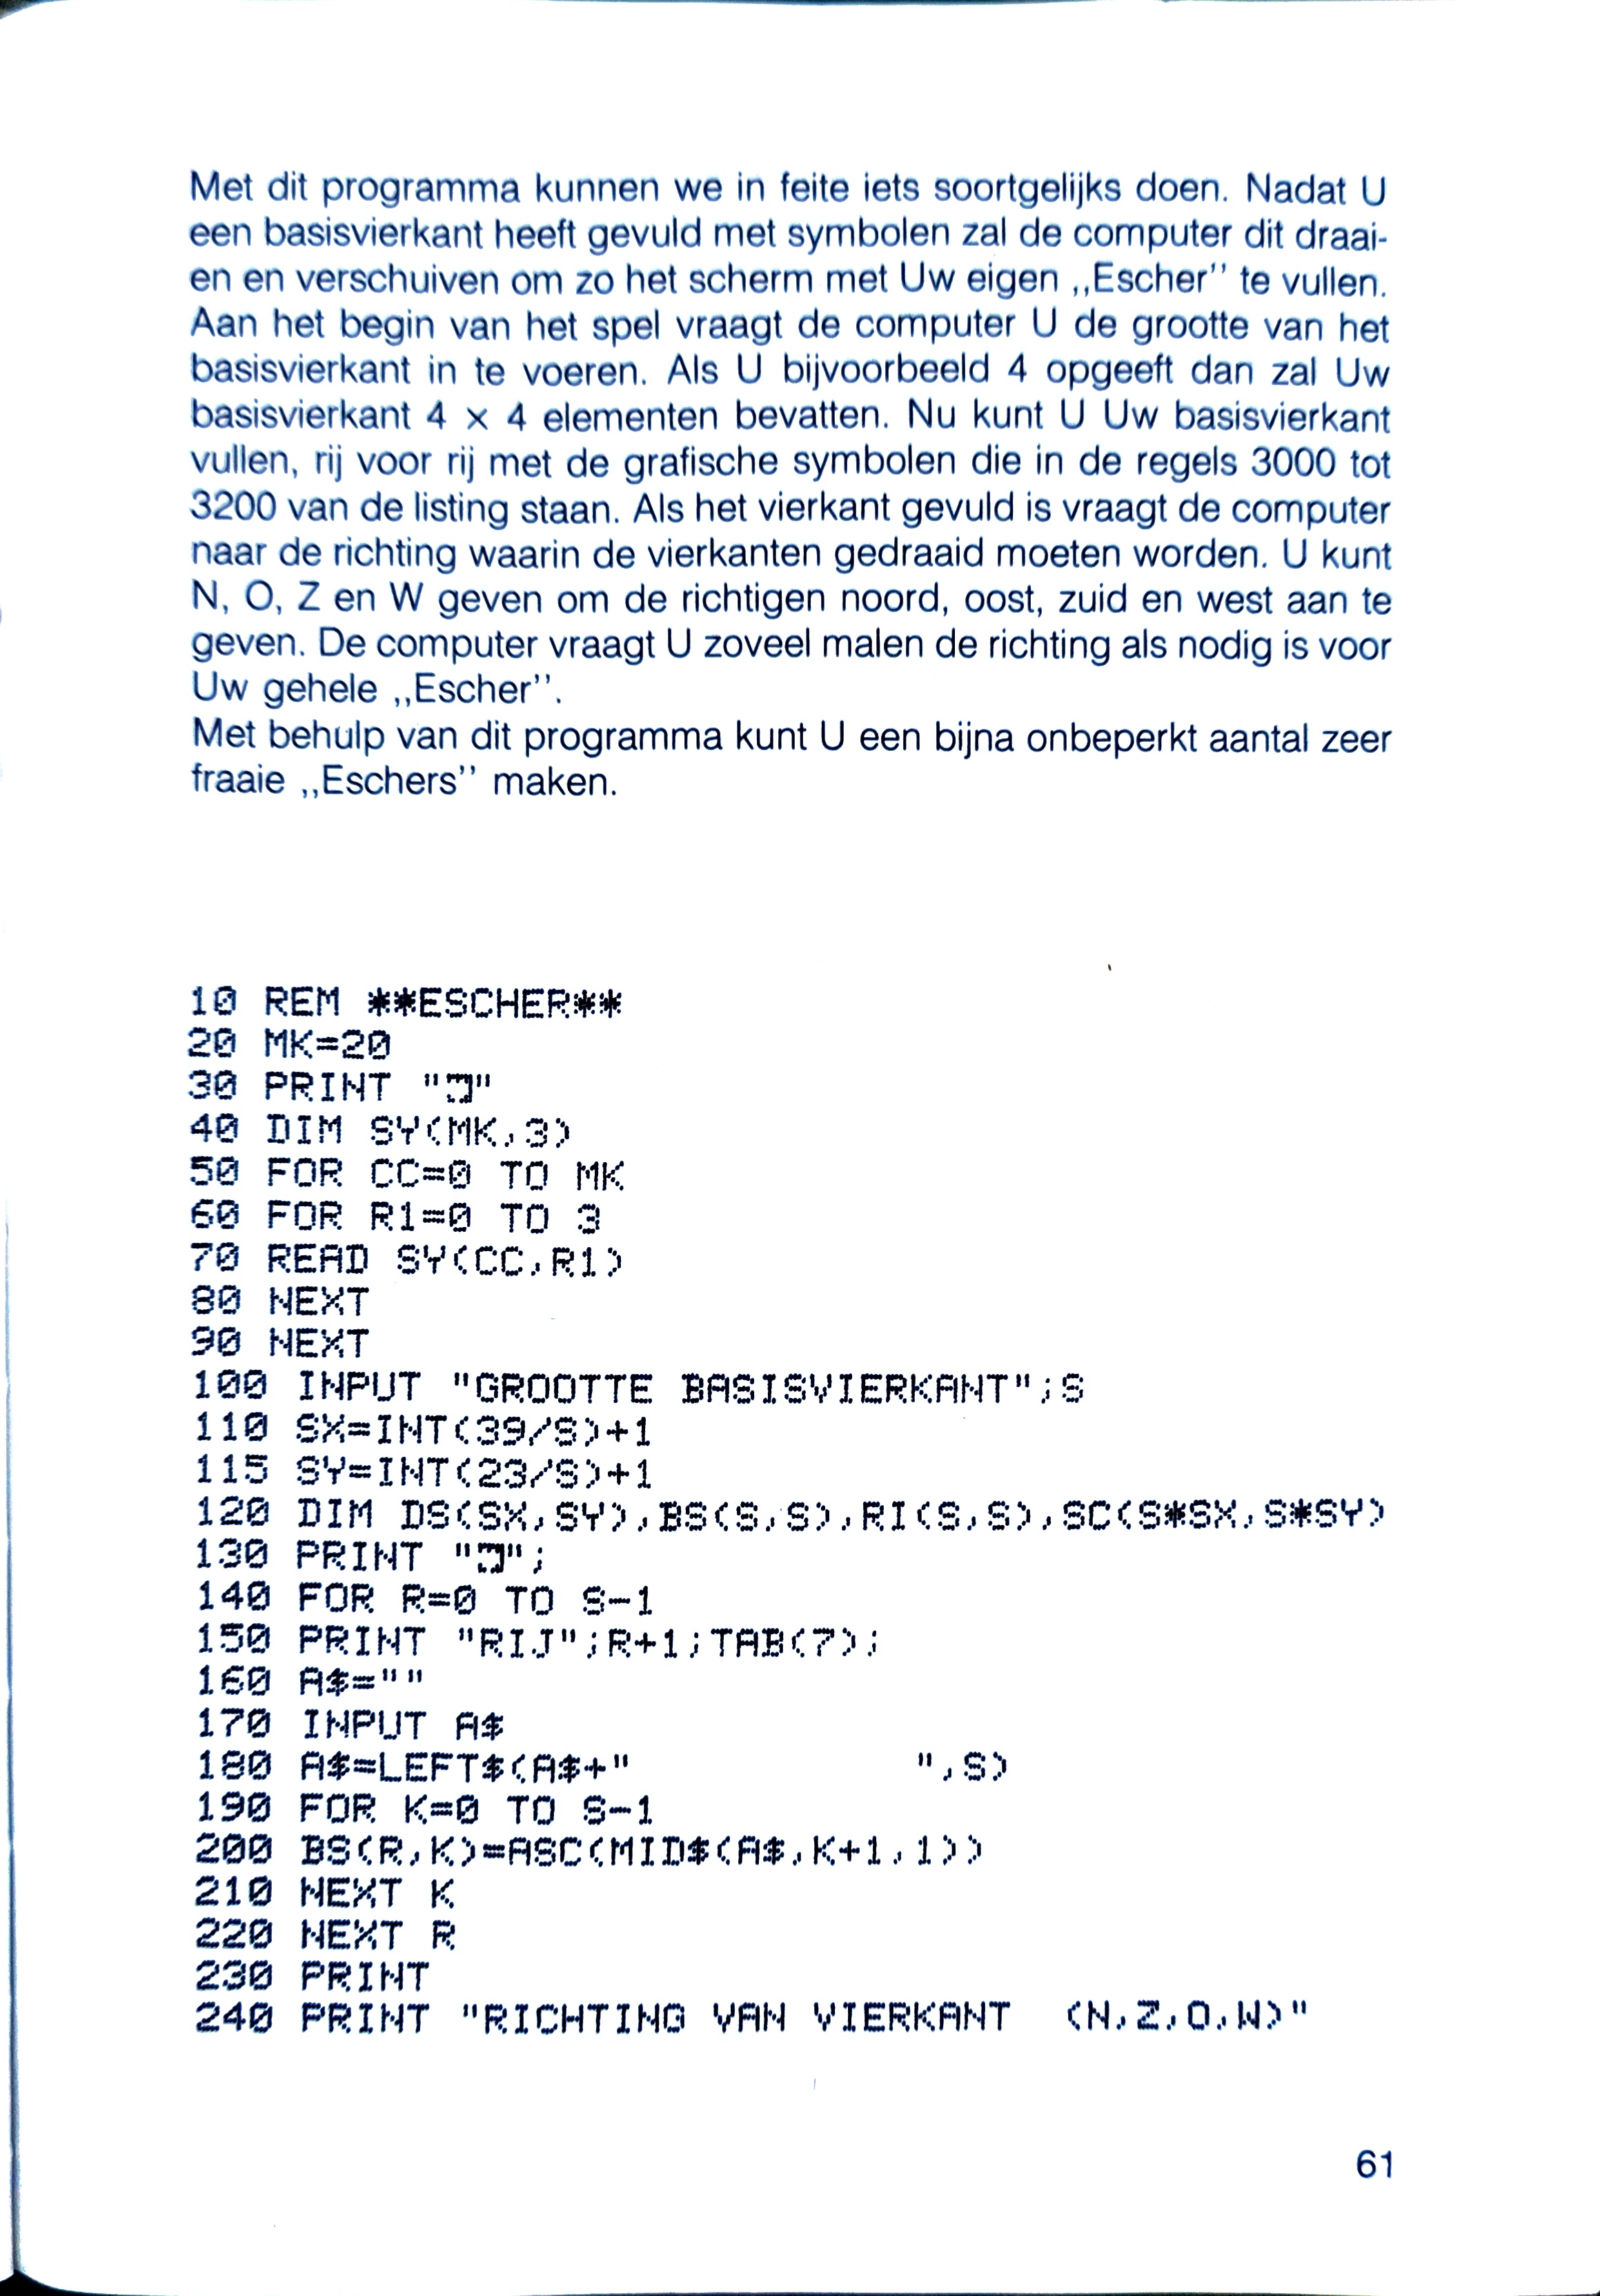 Met dit programma kunnen we in feite iets soortgelijks doen. Nadat U
een basisvierkant heeft gevuld met symbolen zal de computer dit draai-
en en verschuiven om zo het scherm met Uw eigen ,,Escher'' te vullen.
Aan het begin van het spel vraagt de computer U de grootte van het
basisvierkant in te voeren. Als U bijvoorbeeld 4 opgeeft dan zal Uw
basisvierkant 4 × 4 elementen bevatten. Nu kunt U Uw basisvierkant
vullen, rij voor rij met de grafische symbolen die in de regels 3000 tot
3200 van de listing staan. Als het vierkant gevuld is vraagt de computer
naar de richting waarin de vierkanten gedraaid moeten worden. U kunt
N, O, Z en W geven om de richtigen noord, oost, zuid en west aan te
geven. De computer vraagt U zoveel malen de richting als nodig is voor
Uw gehele ,,Escher''.
Met behulp van dit programma kunt U een bijna onbeperkt aantal zeer
fraaie ,,Eschers'' maken.
10 REM **ESCHER**
20 MK=20
30 PRINT ""
40 DIM SY(MK,3)
50 FOR CC=0 TO MK
60 FOR R1=0 TO 3
70 READ SY(CC,R1)
80 NEXT
90 NEXT
100 INPUT "GROOTTE BASISVIERKANT";S
110 SX=INT(39/S)+1
115 SY=INT(23/S)+1
120 DIM DS(SX,SY),BS(S,S),RI(S,S),SC(S*SX,S*SY)
130 PRINT "";
140 FOR R=0 TO S-1
150 PRINT "RIJ";R+1;TAB(7);
160 A$=""
170 INPUT A$
180 A$=LEFT$(A$+"           ",S)
190 FOR K=0 TO S-1
200 BS(R,K)=ASC(MID$(A$,K+1,1))
210 NEXT K
220 NEXT R
230 PRINT
240 PRINT "RICHTING VAN VIERKANT  (N,Z,O,W)"
61